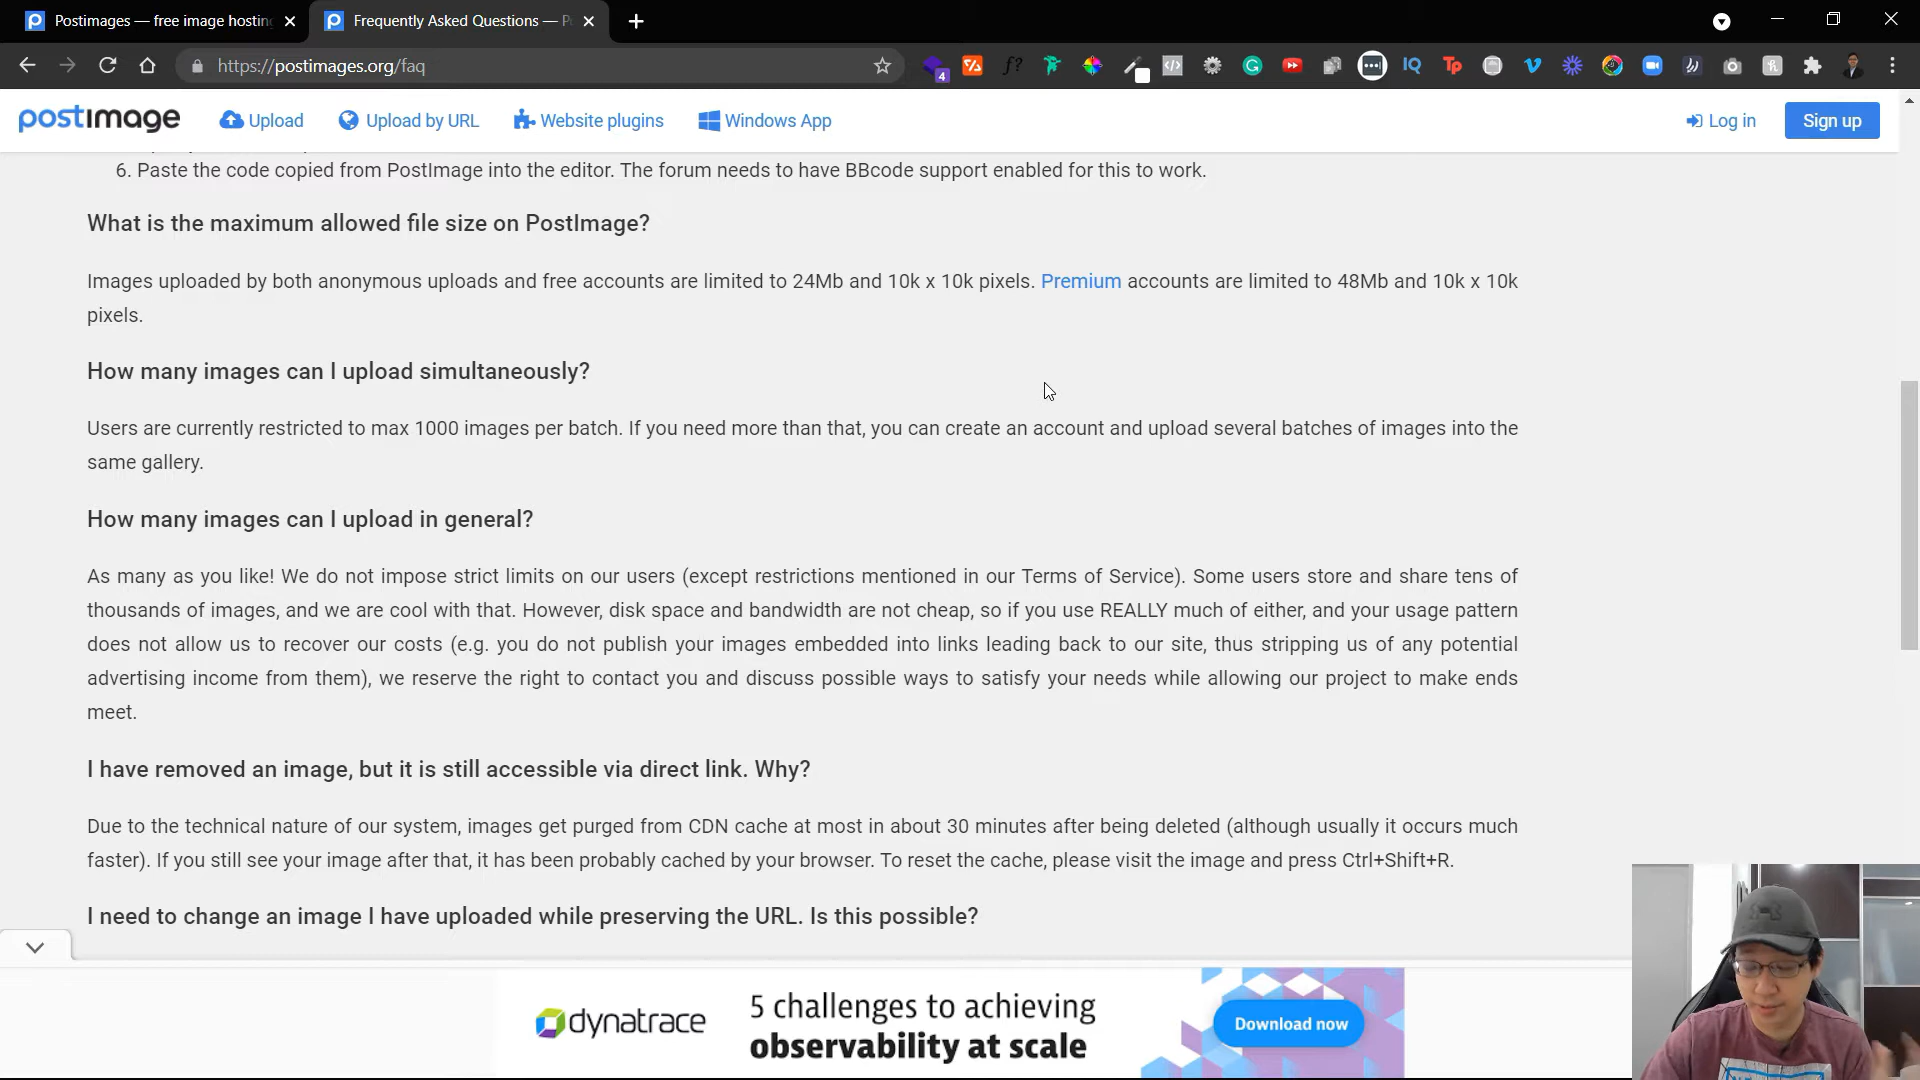 Postimages — free image hostin
Frequently Asked Questions — P
https://postimages.org/faq
4
postimage
Upload
Upload by URL
Website plugins
Windows App
Log in
Sign up
6. Paste the code copied from PostImage into the editor. The forum needs to have BBcode support enabled for this to work.
What is the maximum allowed file size on PostImage?
Images uploaded by both anonymous uploads and free accounts are limited to 24Mb and 10k x 10k pixels. Premium accounts are limited to 48Mb and 10k x 10k
pixels.
How many images can I upload simultaneously?
Users are currently restricted to max 1000 images per batch. If you need more than that, you can create an account and upload several batches of images into the
same gallery.
How many images can I upload in general?
As many as you like! We do not impose strict limits on our users (except restrictions mentioned in our Terms of Service). Some users store and share tens of
thousands of images, and we are cool with that. However, disk space and bandwidth are not cheap, so if you use REALLY much of either, and your usage pattern
does not allow us to recover our costs (e.g. you do not publish your images embedded into links leading back to our site, thus stripping us of any potential
advertising income from them), we reserve the right to contact you and discuss possible ways to satisfy your needs while allowing our project to make ends
meet.
I have removed an image, but it is still accessible via direct link. Why?
Due to the technical nature of our system, images get purged from CDN cache at most in about 30 minutes after being deleted (although usually it occurs much
faster). If you still see your image after that, it has been probably cached by your browser. To reset the cache, please visit the image and press Ctrl+Shift+R.
I need to change an image I have uploaded while preserving the URL. Is this possible?
dynatrace
5 challenges to achieving
observability at scale
Download now